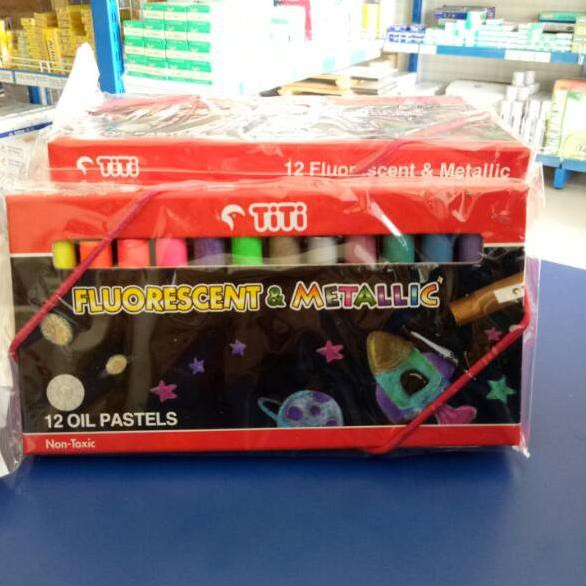 TiTi
12 Fluorescent & Metallic
TiTi
FLUORESCENT & METALLIC
12 OIL PASTELS
Non-Toxic